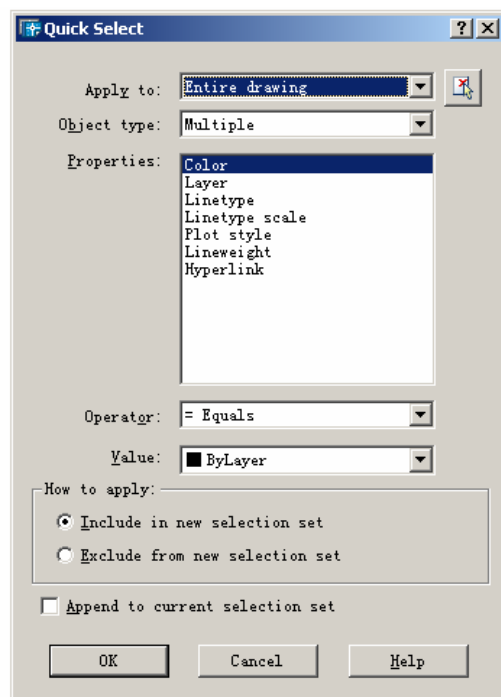 Quick Select
Apply to: Entire drawing
Object type: Multiple
Properties: Color
Layer
Linetype
Linetype scale
Plot style
Lineweight
Hyperlink
Operator: = Equals
Value: ByLayer
How to apply:
Include in new selection set
Exclude from new selection set
Append to current selection set
OK Cancel Help